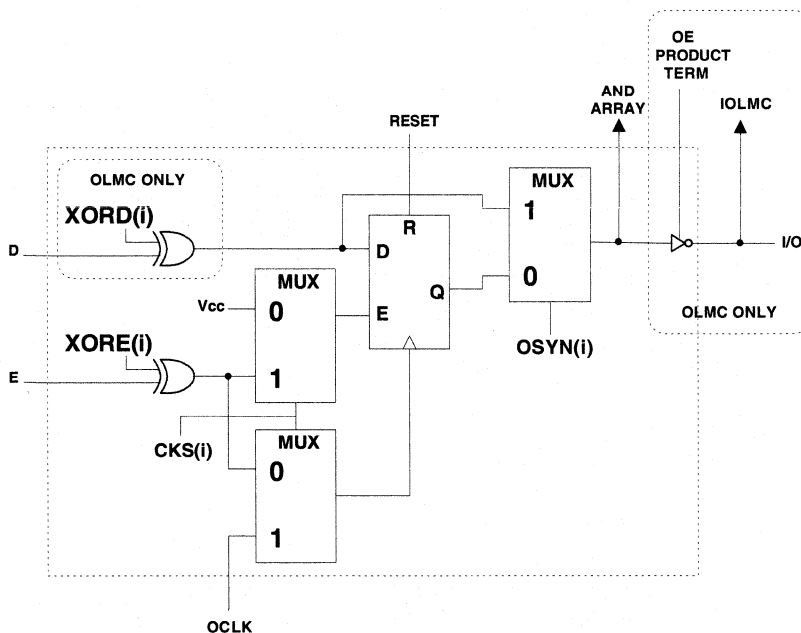 OE
PRODUCT
TERM
AND
ARRAY
IOLMC
RESET
OLMC ONLY
XORD(i)
D
MUX
1
0
R
D
Q
E
I/O
OLMC ONLY
OSYN(i)
MUX
Vcc
0
1
XORE(i)
E
CKS(i)
MUX
0
1
OCLK